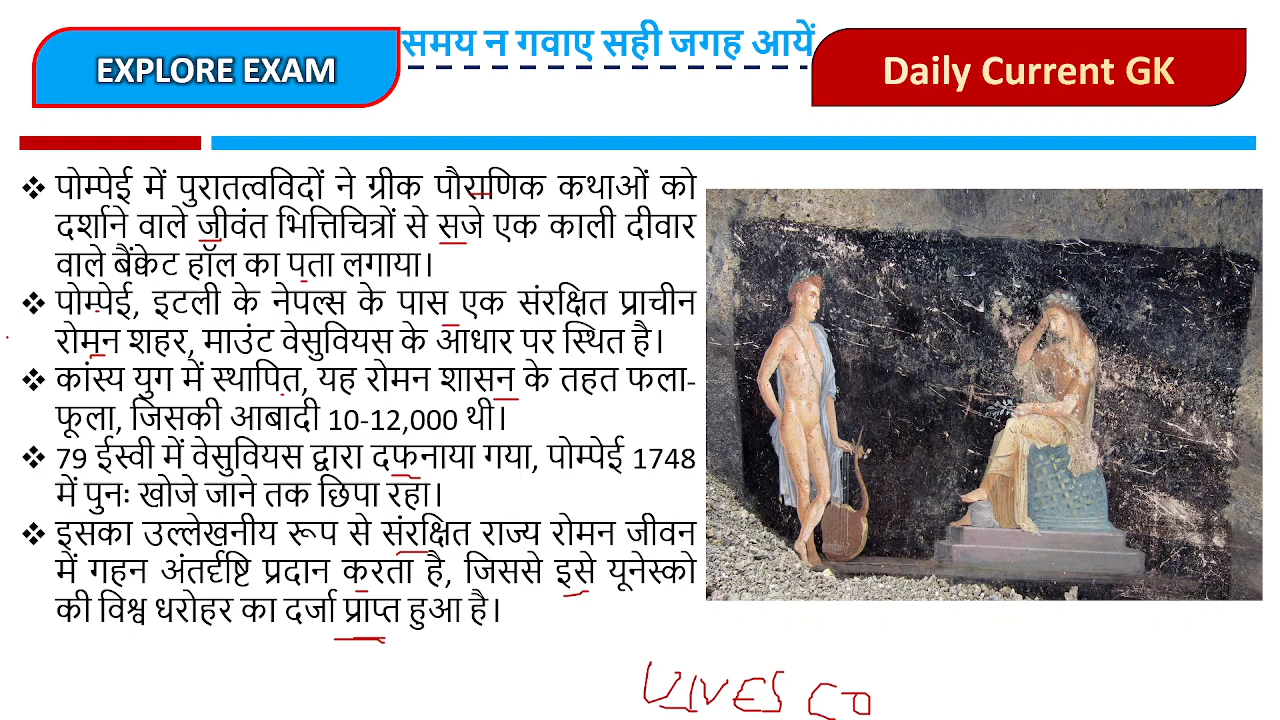 समय न गवाए सही जगह आयें
EXPLORE EXAM
Daily Current GK
❖ पोम्पेई में पुरातत्वविदों ने ग्रीक पौराणिक कथाओं को
दर्शाने वाले जीवंत भित्तिचित्रों से सजे एक काली दीवार
वाले बैंक्वेट हॉल का पता लगाया।
❖ पोम्पेई, इटली के नेपल्स के पास एक संरक्षित प्राचीन
रोमन शहर, माउंट वेसुवियस के आधार पर स्थित है।
❖ कांस्य युग में स्थापित, यह रोमन शासन के तहत फला-
फूला, जिसकी आबादी 10-12,000 थी।
❖ 79 ईस्वी में वेसुवियस द्वारा दफनाया गया, पोम्पेई 1748
में पुनः खोजे जाने तक छिपा रहा।
❖ इसका उल्लेखनीय रूप से संरक्षित राज्य रोमन जीवन
में गहन अंतर्दृष्टि प्रदान करता है, जिससे इसे यूनेस्को
की विश्व धरोहर का दर्जा प्राप्त हुआ है।
UNESCO